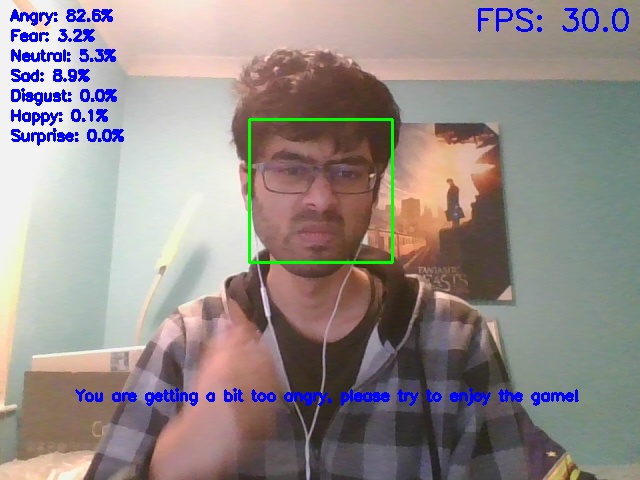 Angry: 82.6%
Fear: 3.2%
Neutral: 5.3%
Sad: 8.9%
Disgust: 0.0%
Happy: 0.1%
Surprise: 0.0%
FPS: 30.0
FANTASTIC
BEASTS
You are getting a bit too angry, please try to enjoy the game!